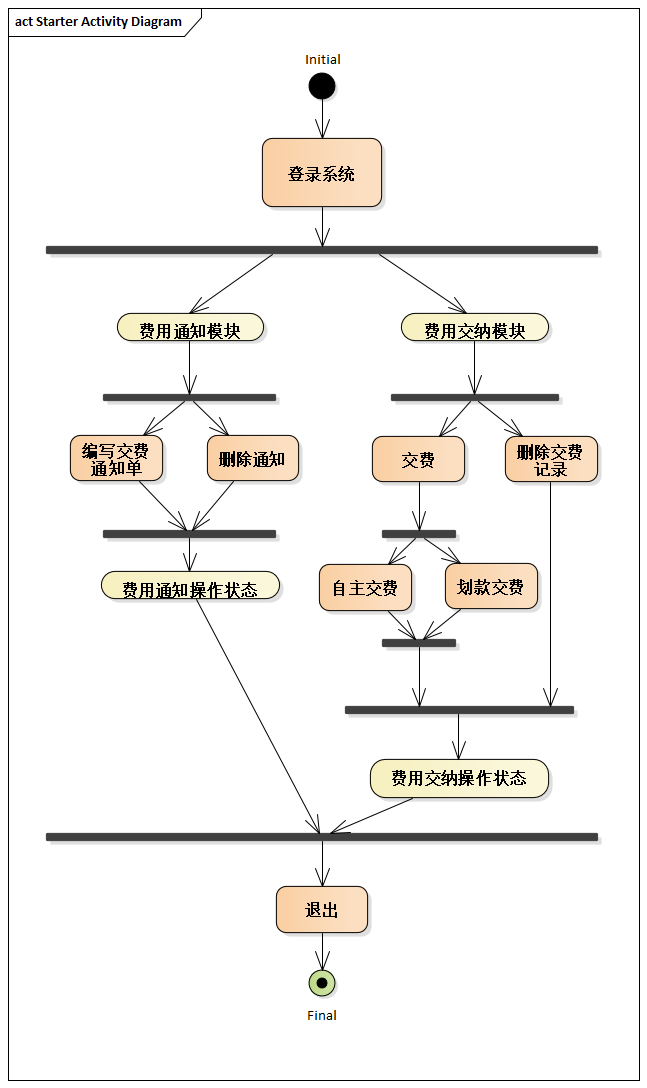 act Starter Activity Diagram
Initial
登录系统
费用通知模块
费用交纳模块
编写交费
通知单
删除通知
交费
删除交费
记录
费用通知操作状态
自主交费
划款交费
费用交纳操作状态
退出
Final